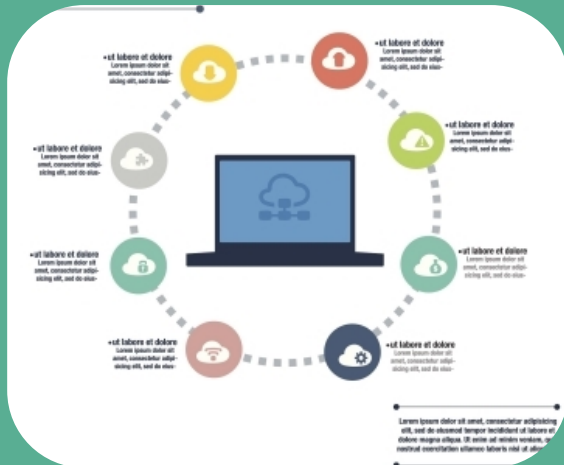 •ut labore et dolore
Lorem ipsum dolor sit
amet, consectetur adipi-
sicing elit, sed do eius-
•ut labore et dolore
Lorem ipsum dolor sit
amet, consectetur adipi-
sicing elit, sed do eius-
•ut labore et dolore
Lorem ipsum dolor sit
amet, consectetur adipi-
sicing elit, sed do eius-
•ut labore et dolore
Lorem ipsum dolor sit
amet, consectetur adipi-
sicing elit, sed do eius-
•ut labore et dolore
Lorem ipsum dolor sit
amet, consectetur adipi-
sicing elit, sed do eius-
•ut labore et dolore
Lorem ipsum dolor sit
amet, consectetur adipi-
sicing elit, sed do eius-
•ut labore et dolore
Lorem ipsum dolor sit
amet, consectetur adipi-
sicing elit, sed do eius-
•ut labore et dolore
Lorem ipsum dolor sit
amet, consectetur adipi-
sicing elit, sed do eius-
Lorem ipsum dolor sit amet, consectetur adipisicing
elit, sed do eiusmod tempor incididunt ut labore et
dolore magna aliqua. Ut enim ad minim veniam,
nostrud exercitation ullamco laboris nisi ut